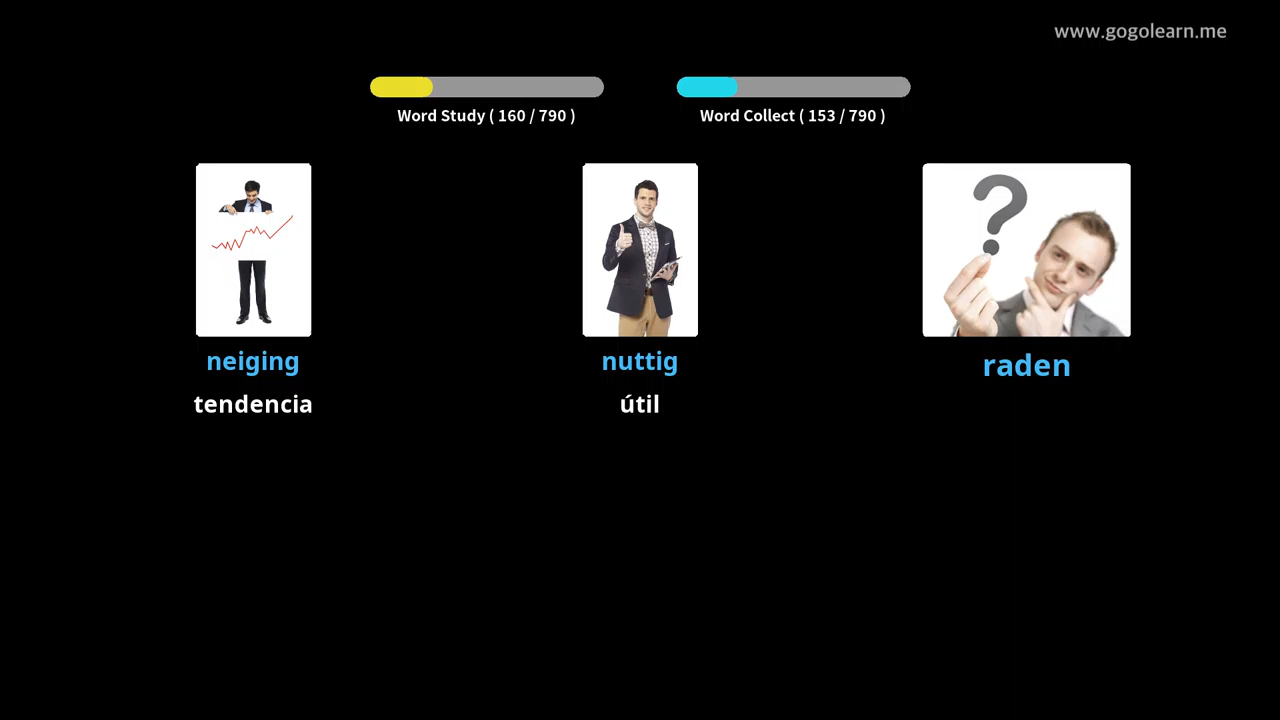 www.gogolearn.me
Word Study ( 160 / 790 )
Word Collect ( 153 / 790 )
neiging
tendencia
nuttig
útil
raden